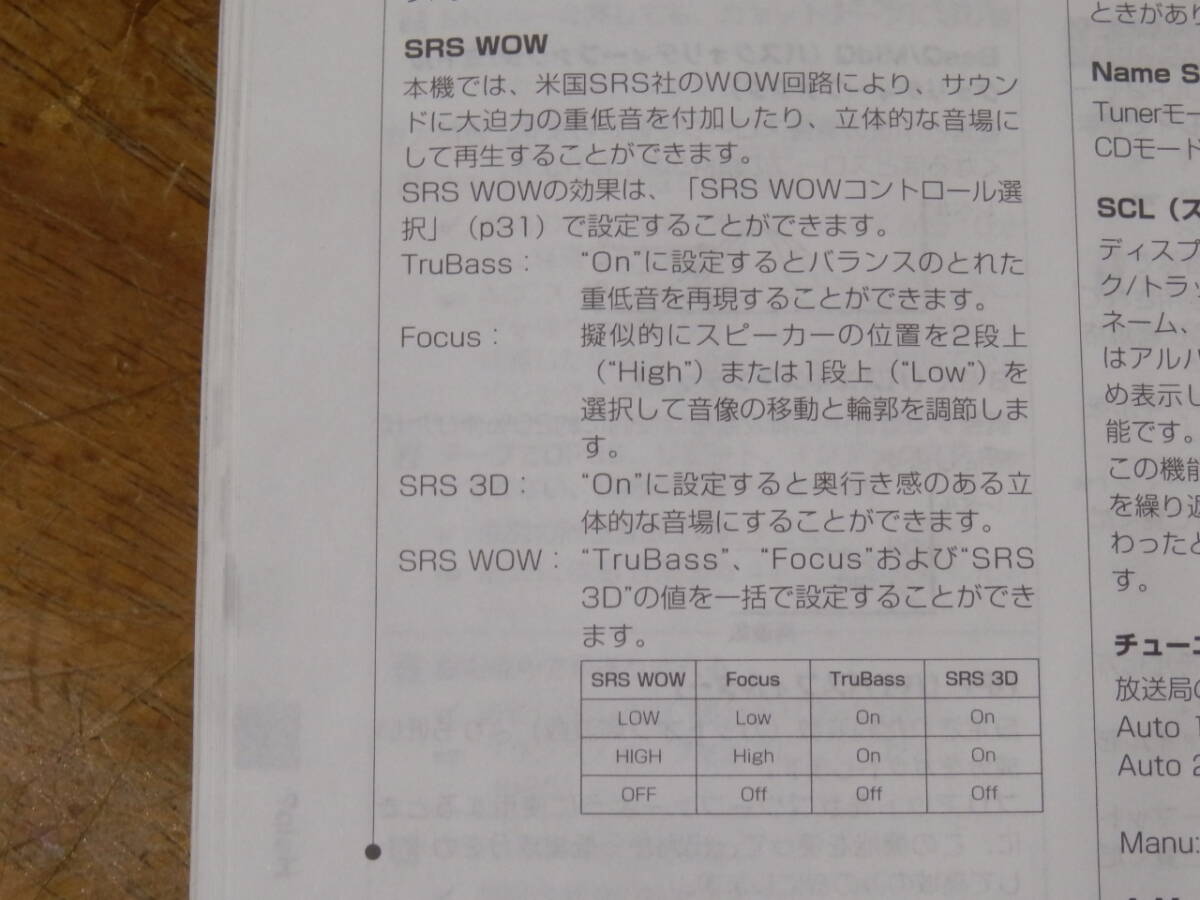 SRS WOW
本機では、米国SRS社のWOW回路により、サウン
ドに大迫力の重低音を付加したり、立体的な音場に
して再生することができます。
SRS WOWの効果は、「SRS WOWコントロール選
択」（p31）で設定することができます。
TruBass： “On”に設定するとバランスのとれた
重低音を再現することができます。
Focus： 擬似的にスピーカーの位置を2段上
（“High”）または1段上（“Low”）を
選択して音像の移動と輪郭を調節しま
す。
SRS 3D： “On”に設定すると奥行き感のある立
体的な音場にすることができます。
SRS WOW： “TruBass”、“Focus”および“SRS
3D”の値を一括で設定することができ
ます。
SRS WOW Focus TruBass SRS 3D
LOW Low On On
HIGH High On On
OFF Off Off Off
ときがあり
Name S
Tunerモー
CDモード
SCL（ス
ディスプ
ク/トラッ
ネーム、
はアルバ
め表示し
能です。
この機能
を繰り返
わったと
す。
チューニ
放送局の
Auto 1
Auto 2
Manu: